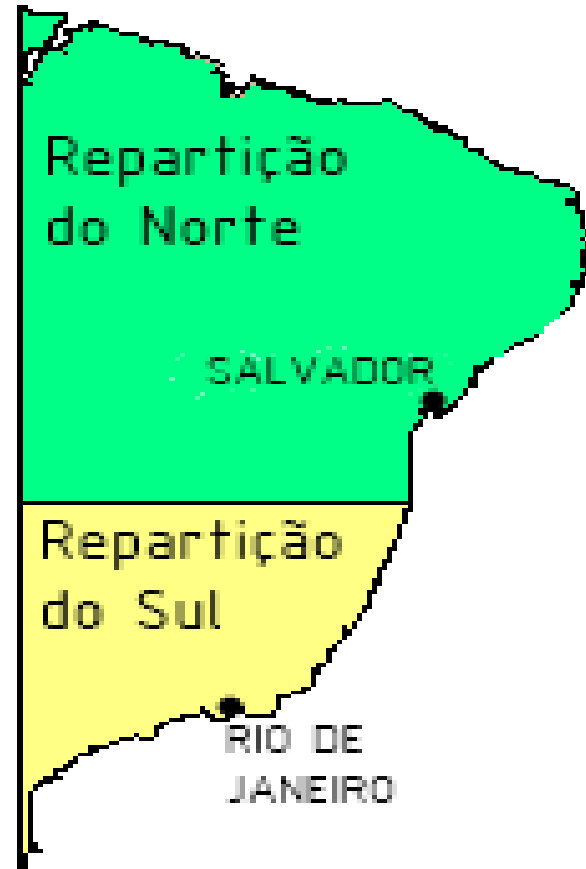 Repartição
do Norte
SALVADOR
Repartição
do Sul
RIO DE
JANEIRO